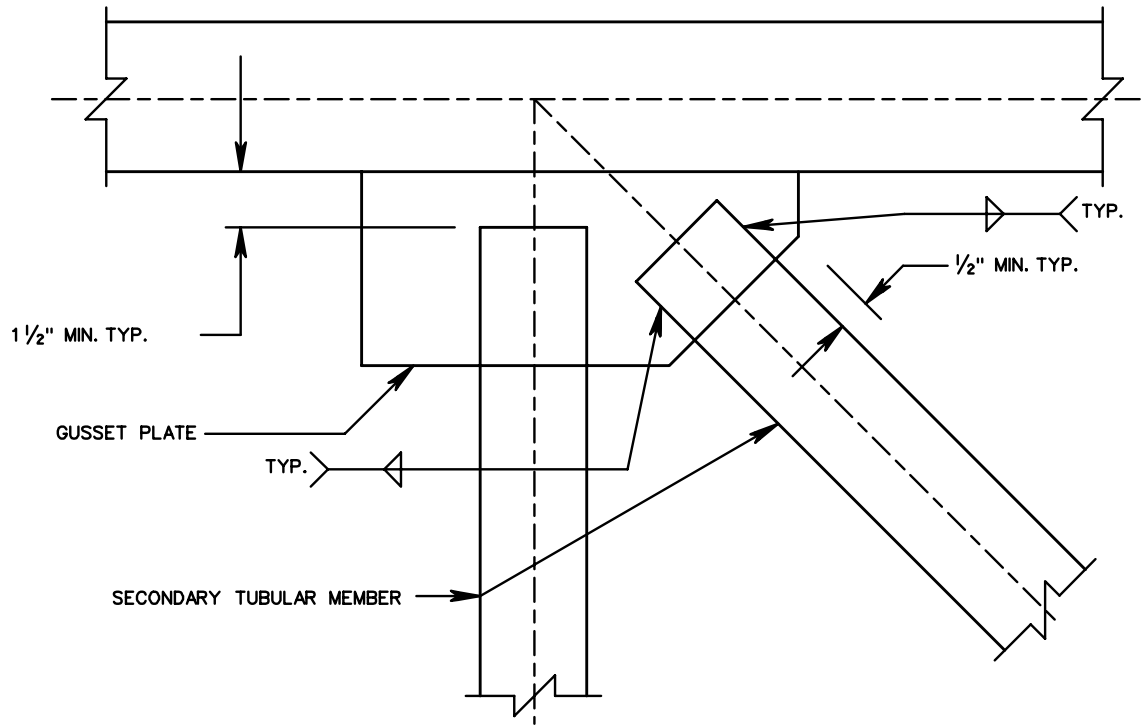 TYP.
½" MIN. TYP.
1 ½" MIN. TYP.
GUSSET PLATE
TYP.
SECONDARY TUBULAR MEMBER